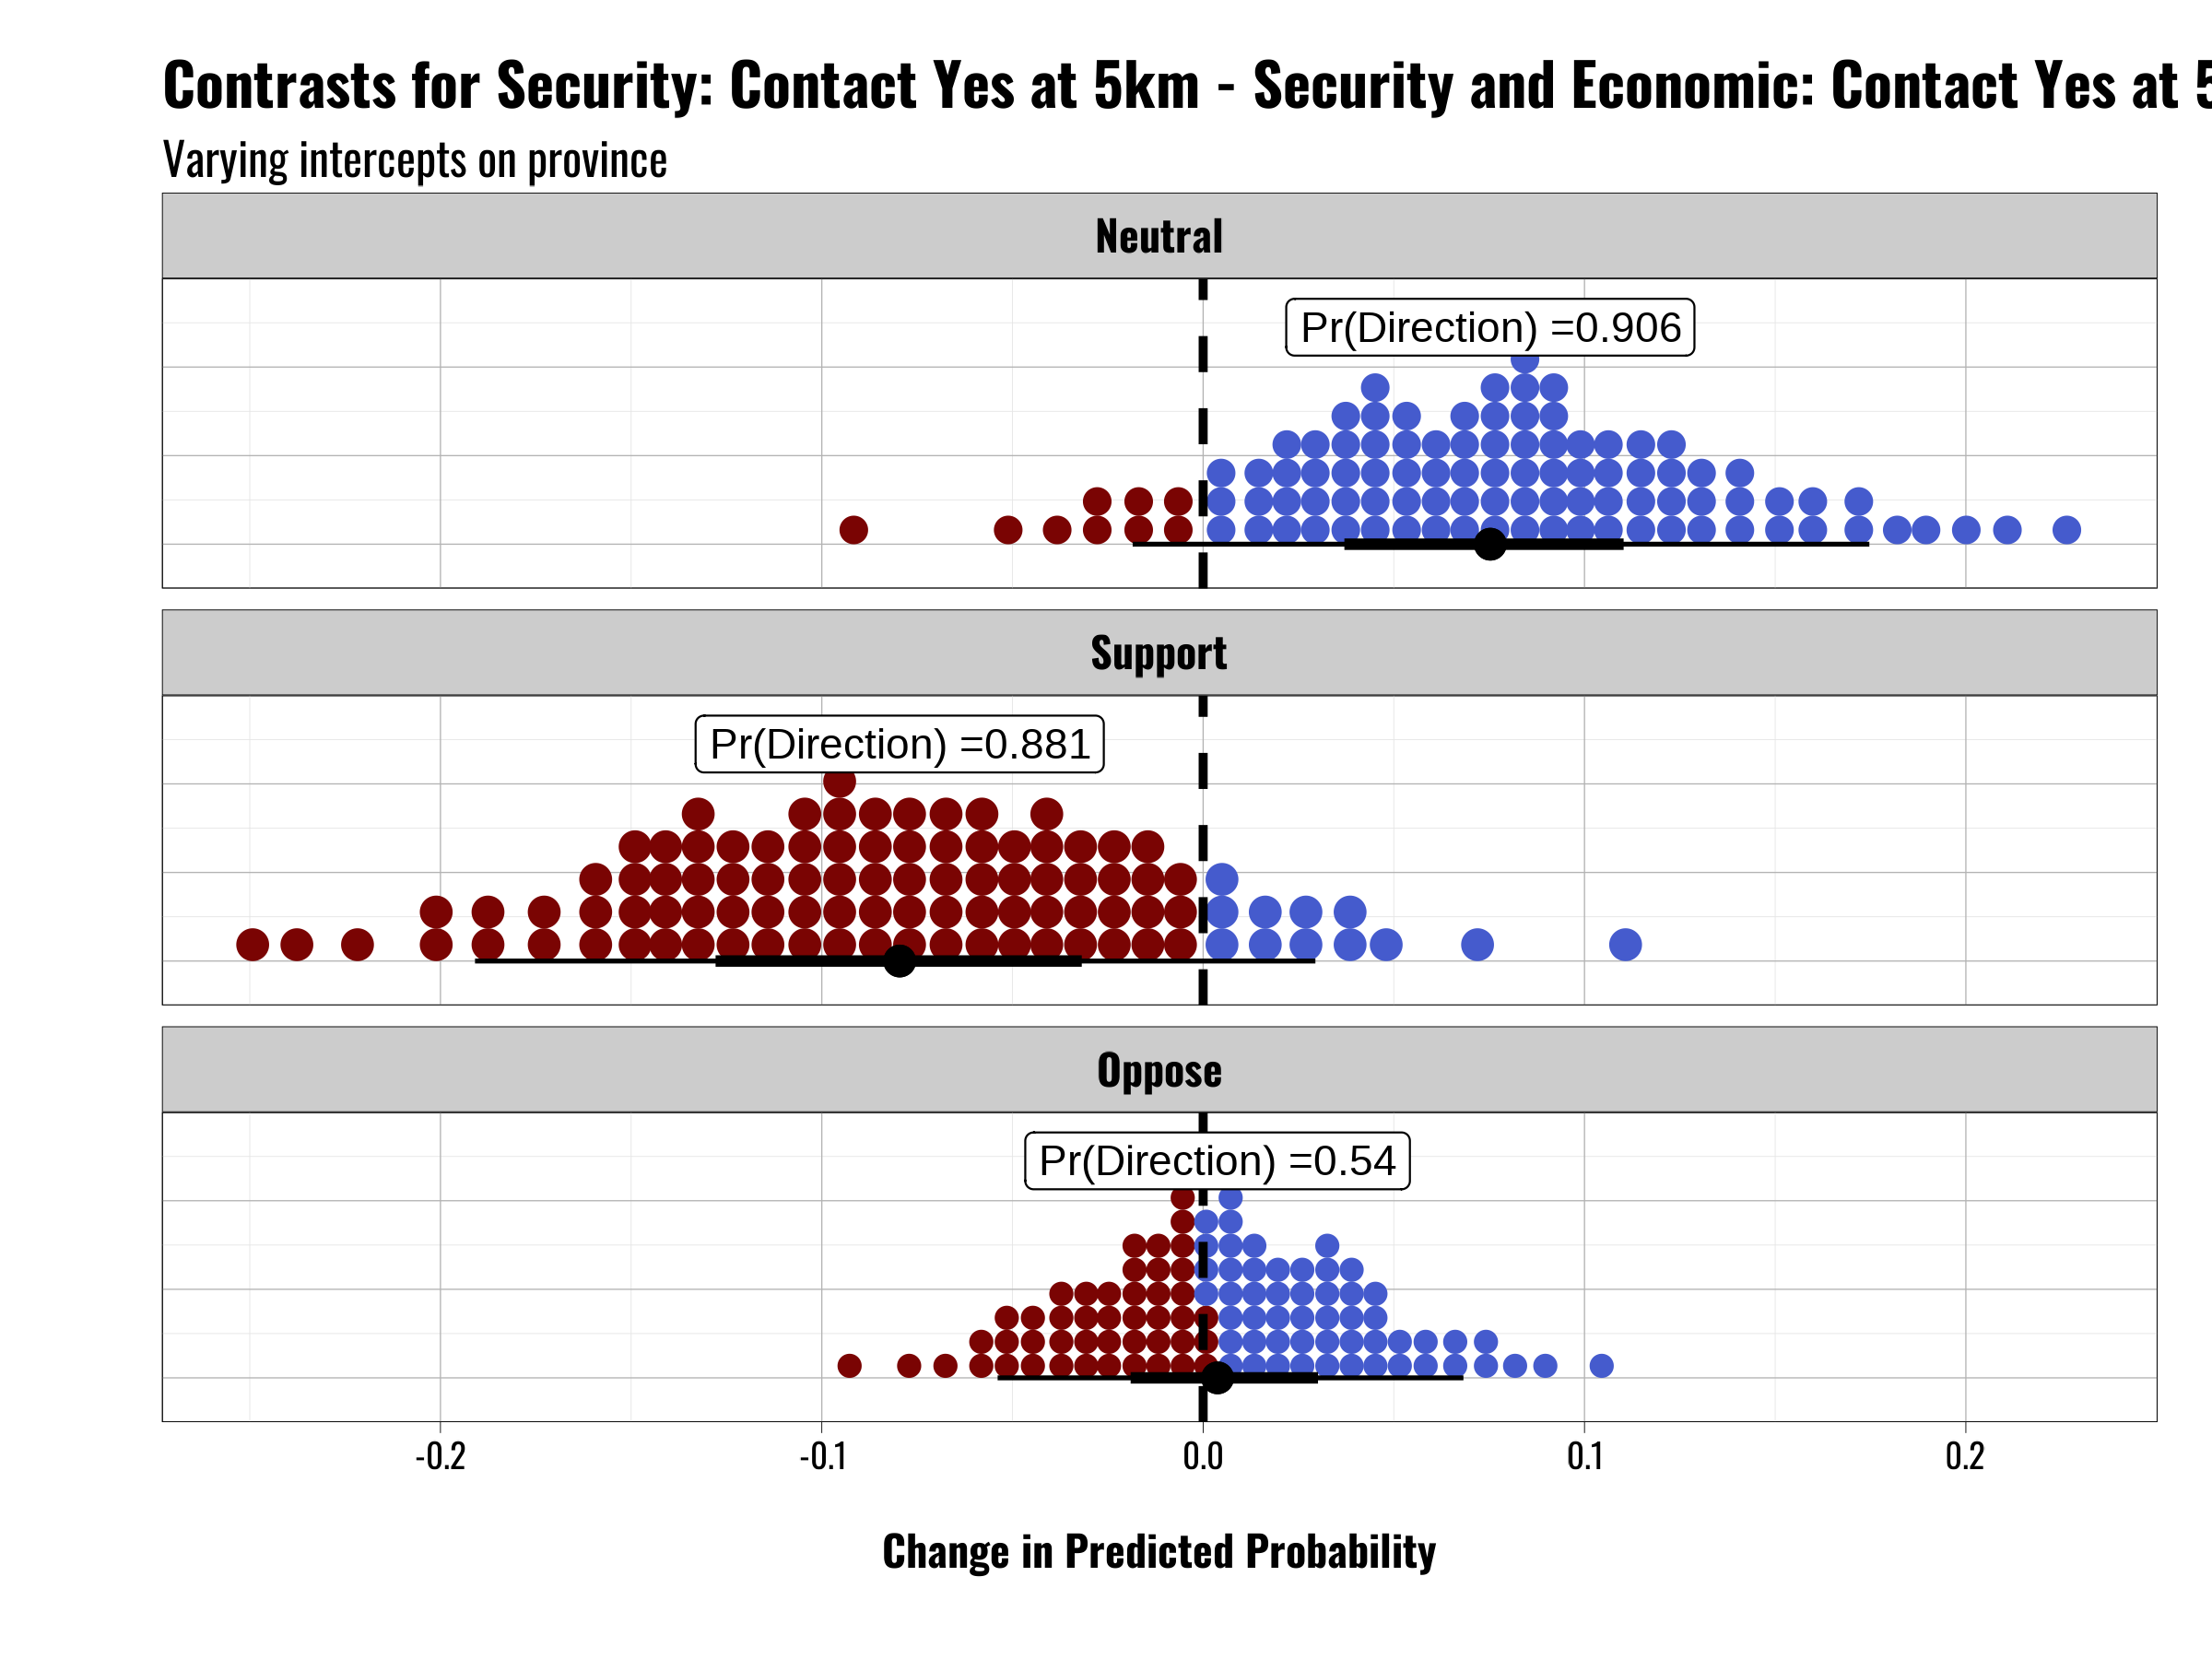 Contrasts for Security: Contact Yes at 5km - Security and Economic: Contact Yes at 5
Varying intercepts on province
Neutral
Pr(Direction) =0.906
Support
Pr(Direction) =0.881
Oppose
Pr(Direction) =0.54
-0.2 -0.1 0.0 0.1 0.2
Change in Predicted Probability